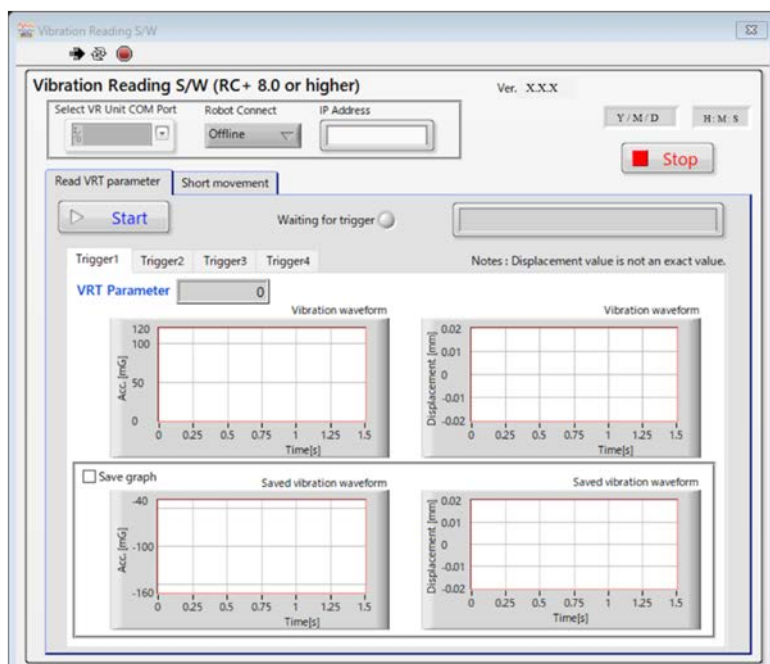 Vibration Reading S/W
Vibration Reading S/W (RC+ 8.0 or higher)
Ver. X.X.X
Select VR Unit COM Port
Robot Connect
IP Address
Offline
Y/M/D
H:M:S
Stop
Read VRT parameter
Short movement
Start
Waiting for trigger
Trigger1
Trigger2
Trigger3
Trigger4
Notes : Displacement value is not an exact value.
VRT Parameter
0
Vibration waveform
Acc. [mG]
120
100
50
0
0 0.25 0.5 0.75 1 1.25 1.5
Time[s]
Vibration waveform
Displacement [mm]
0.02
0.01
0
-0.01
-0.02
0 0.25 0.5 0.75 1 1.25 1.5
Time[s]
Save graph
Saved vibration waveform
Acc. [mG]
-40
-100
-160
0 0.25 0.5 0.75 1 1.25 1.5
Time[s]
Saved vibration waveform
Displacement [mm]
0.02
0.01
0
-0.01
-0.02
0 0.25 0.5 0.75 1 1.25 1.5
Time[s]